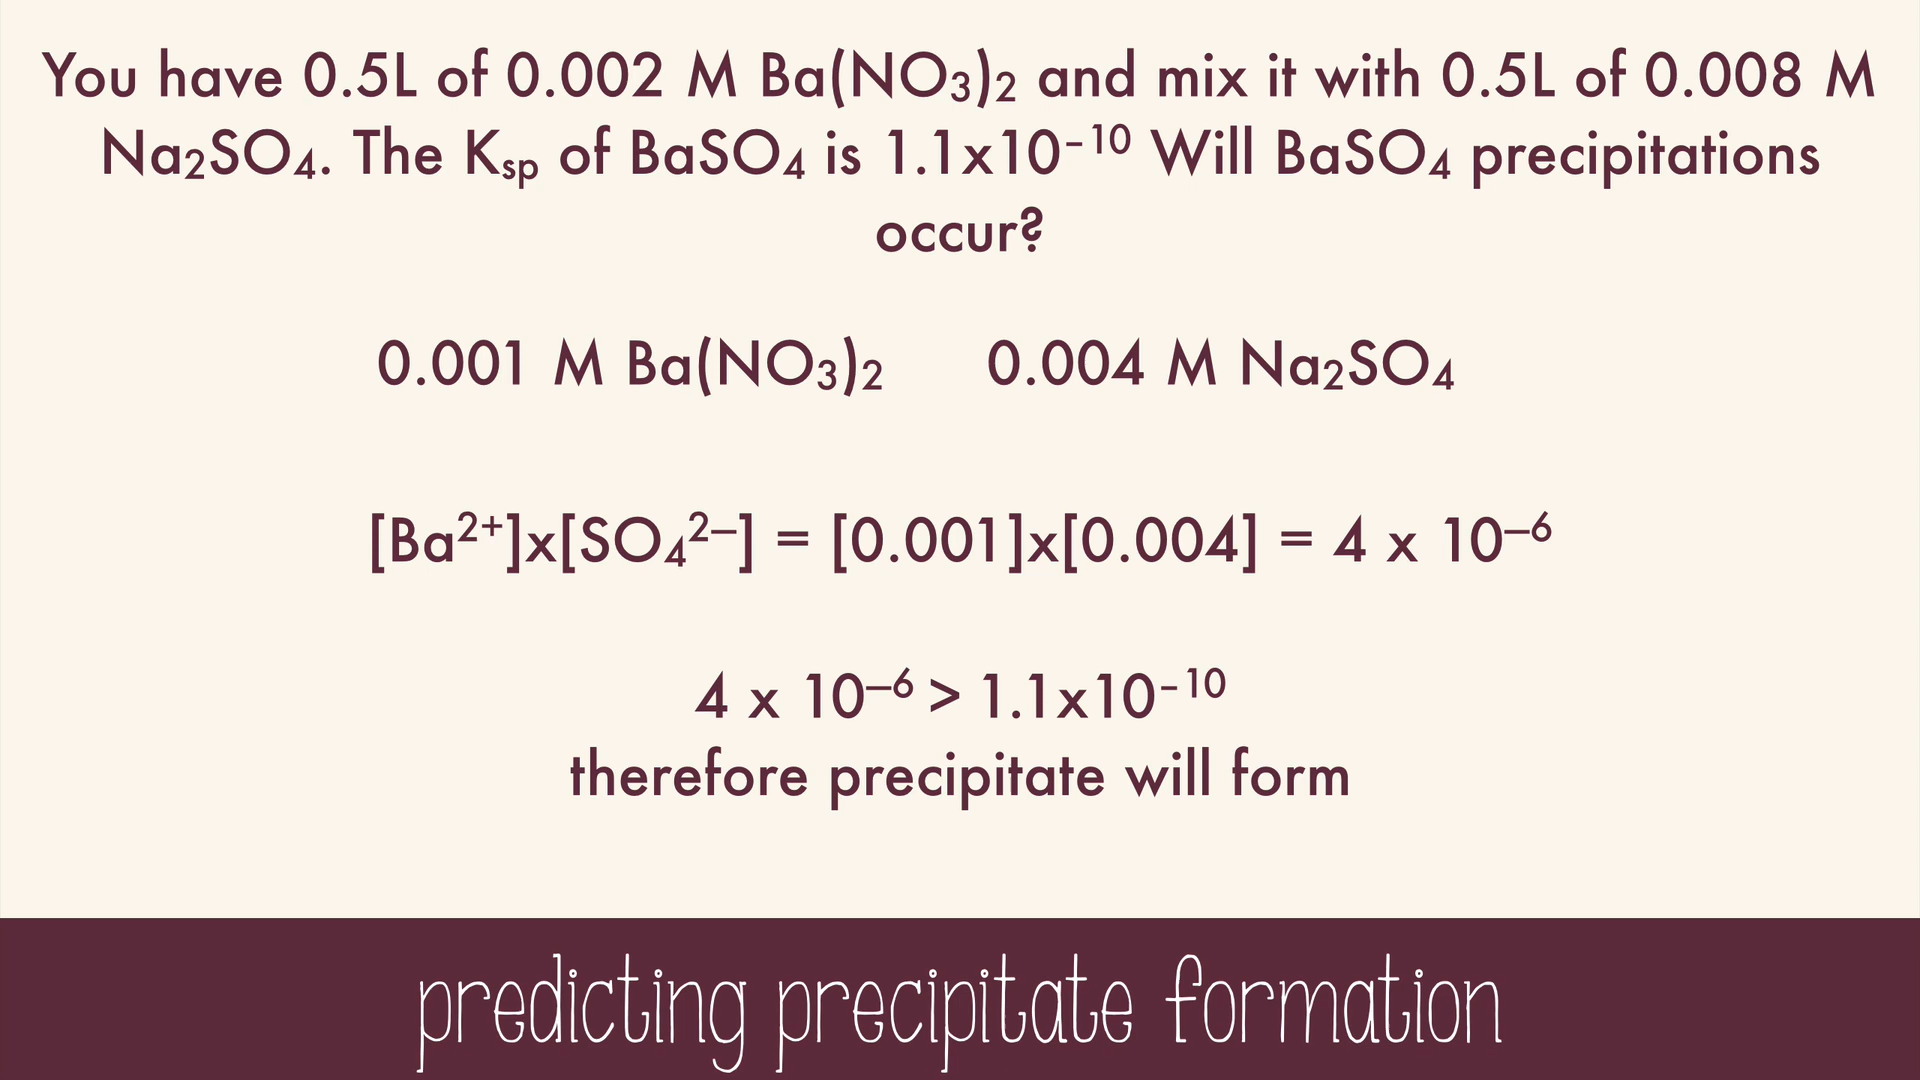 You have 0.5L of 0.002 M Ba(NO₃)₂ and mix it with 0.5L of 0.008 M
Na₂SO₄. The Kₛₚ of BaSO₄ is 1.1x10⁻¹⁰ Will BaSO₄ precipitations
occur?
0.001 M Ba(NO₃)₂ 0.004 M Na₂SO₄
[Ba²⁺]x[SO₄²⁻] = [0.001]x[0.004] = 4 x 10⁻⁶
4 x 10⁻⁶ > 1.1x10⁻¹⁰
therefore precipitate will form
predicting precipitate formation